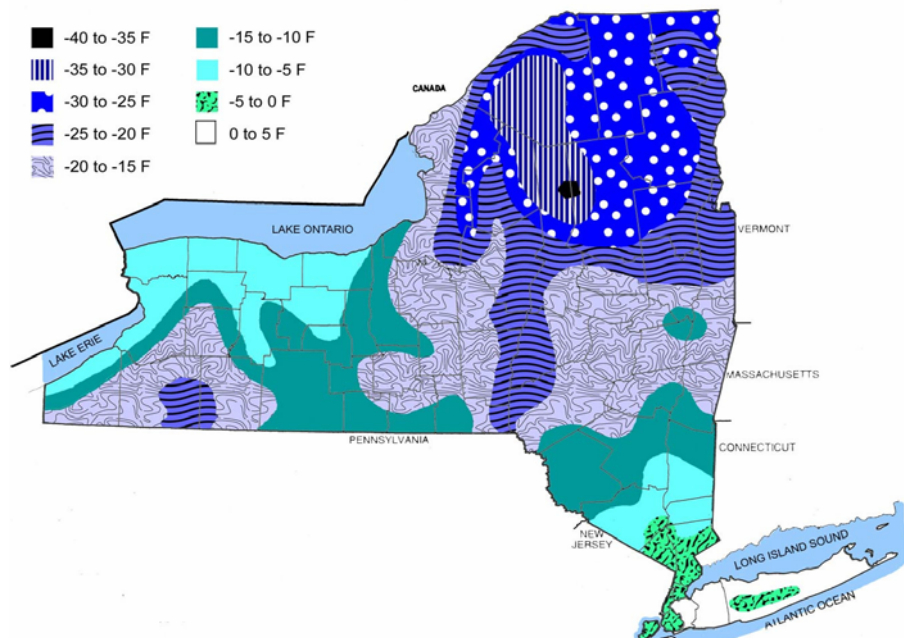 -40 to -35 F
-35 to -30 F
-30 to -25 F
-25 to -20 F
-20 to -15 F
-15 to -10 F
-10 to -5 F
-5 to 0 F
0 to 5 F
CANADA
LAKE ONTARIO
VERMONT
LAKE ERIE
MASSACHUSETTS
PENNSYLVANIA
CONNECTICUT
NEW
JERSEY
LONG ISLAND SOUND
ATLANTIC OCEAN